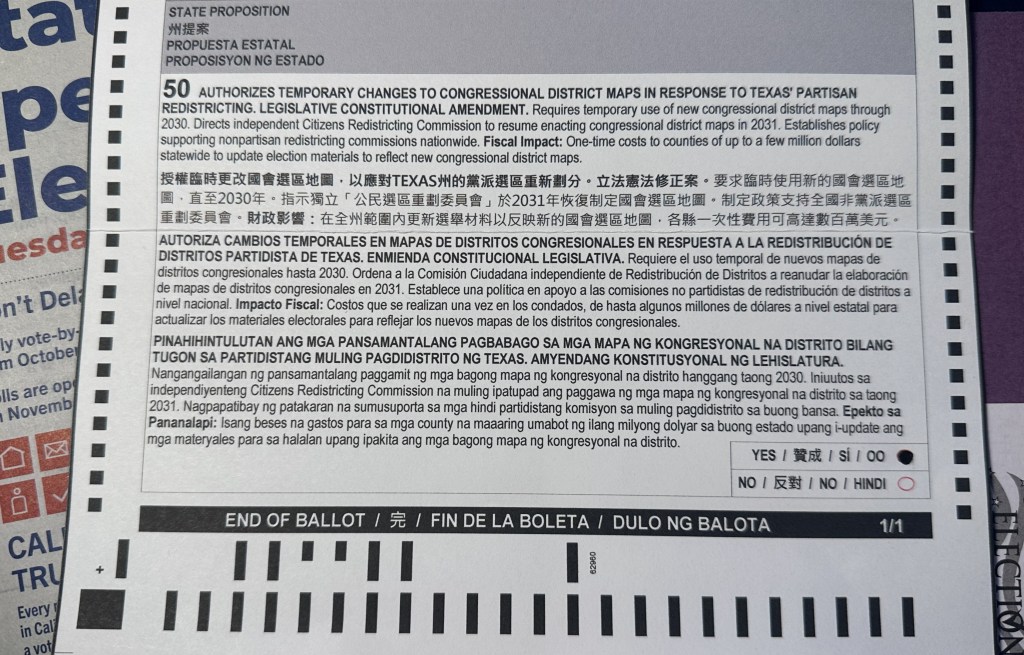 STATE PROPOSITION
州提案
PROPUESTA ESTATAL
PROPOSISYON NG ESTADO
50 AUTHORIZES TEMPORARY CHANGES TO CONGRESSIONAL DISTRICT MAPS IN RESPONSE TO TEXAS' PARTISAN
REDISTRICTING. LEGISLATIVE CONSTITUTIONAL AMENDMENT. Requires temporary use of new congressional district maps through
2030. Directs independent Citizens Redistricting Commission to resume enacting congressional district maps in 2031. Establishes policy
supporting nonpartisan redistricting commissions nationwide. Fiscal Impact: One-time costs to counties of up to a few million dollars
statewide to update election materials to reflect new congressional district maps.
授權臨時更改國會選區地圖，以應對TEXAS州的黨派選區重新劃分。立法憲法修正案。要求臨時使用新的國會選區地
圖，直至2030年。指示獨立「公民選區重劃委員會」於2031年恢復制定國會選區地圖。制定政策支持全國非黨派選區
重劃委員會。財政影響：在全州範圍內更新選舉材料以反映新的國會選區地圖，各縣一次性費用可高達數百萬美元。
AUTORIZA CAMBIOS TEMPORALES EN MAPAS DE DISTRITOS CONGRESIONALES EN RESPUESTA A LA REDISTRIBUCIÓN DE
DISTRITOS PARTIDISTA DE TEXAS. ENMIENDA CONSTITUCIONAL LEGISLATIVA. Requiere el uso temporal de nuevos mapas de
distritos congresionales hasta 2030. Ordena a la Comisión Ciudadana independiente de Redistribución de Distritos a reanudar la elaboración
de mapas de distritos congresionales en 2031. Establece una política en apoyo a las comisiones no partidistas de redistribución de distritos a
nivel nacional. Impacto Fiscal: Costos que se realizan una vez en los condados, de hasta algunos millones de dólares a nivel estatal para
actualizar los materiales electorales para reflejar los nuevos mapas de los distritos congresionales.
PINAHIHINTULUTAN ANG MGA PANSAMANTALANG PAGBABAGO SA MGA MAPA NG KONGRESYONAL NA DISTRITO BILANG
TUGON SA PARTIDISTANG MULING PAGDIDISTRITO NG TEXAS. AMYENDANG KONSTITUSYONAL NG LEHISLATURA.
Nangangailangan ng pansamantalang paggamit ng mga bagong mapa ng kongresyonal na distrito hanggang taong 2030. Iniuutos sa
independiyenteng Citizens Redistricting Commission na muling ipatupad ang paggawa ng mga mapa ng kongresyonal na distrito sa taong
2031. Nagpapatibay ng patakaran na sumusuporta sa mga hindi partidistang komisyon sa muling pagdidistrito sa buong bansa. Epekto sa
Pananalapi: Isang beses na gastos para sa mga county na maaaring umabot ng ilang milyong dolyar sa buong estado upang i-update ang
mga materyales para sa halalan upang ipakita ang mga bagong mapa ng kongresyonal na distrito.
YES / 贊成 / SÍ / OO
NO / 反對 / NO / HINDI
END OF BALLOT / 完 / FIN DE LA BOLETA / DULO NG BALOTA 1/1
+
62960
Ele
uesda
n't Dela
ly vote-by-
m October
lls are ope
n Novemb
CAL
TRU
Every
in Cali
a vot
ELECTION